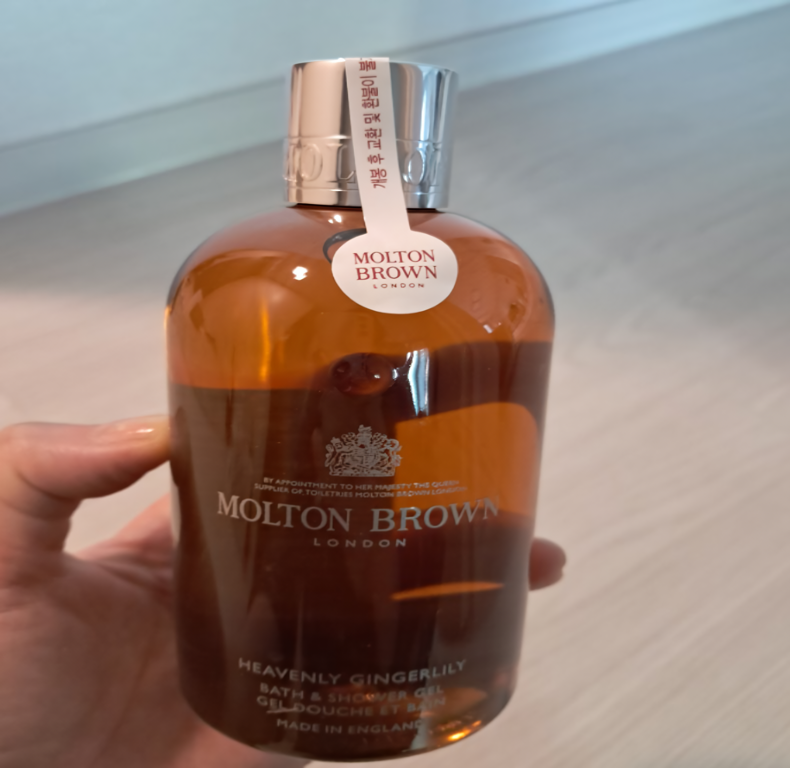 개봉 후 교환 및 환불이
MOLTON
BROWN
LONDON
BY APPOINTMENT TO HER MAJESTY THE QUEEN
SUPPLIER OF TOILETRIES MOLTON BROWN LONDON
MOLTON BROWN
LONDON
HEAVENLY GINGERLILY
BATH & SHOWER GEL
GEL DOUCHE ET BAIN
MADE IN ENGLAND